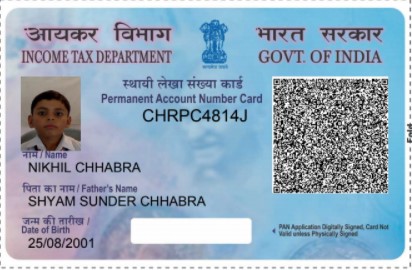 आयकर विभाग
INCOME TAX DEPARTMENT
भारत सरकार
GOVT. OF INDIA
स्थायी लेखा संख्या कार्ड
Permanent Account Number Card
CHRPC4814J
नाम / Name
NIKHIL CHHABRA
पिता का नाम / Father's Name
SHYAM SUNDER CHHABRA
जन्म की तारीख /
Date of Birth
25/08/2001
PAN Application Digitally Signed, Card Not
Valid unless Physically Signed
Fold